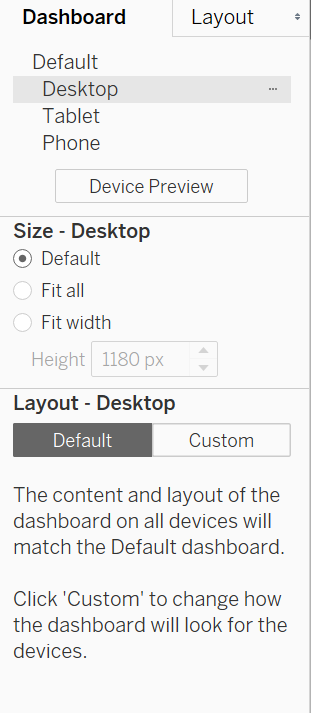 Dashboard
Layout
Default
Desktop
Tablet
Phone
Device Preview
Size - Desktop
Default
Fit all
Fit width
Height 1180 px
Layout - Desktop
Default
Custom
The content and layout of the
dashboard on all devices will
match the Default dashboard.
Click 'Custom' to change how
the dashboard will look for the
devices.